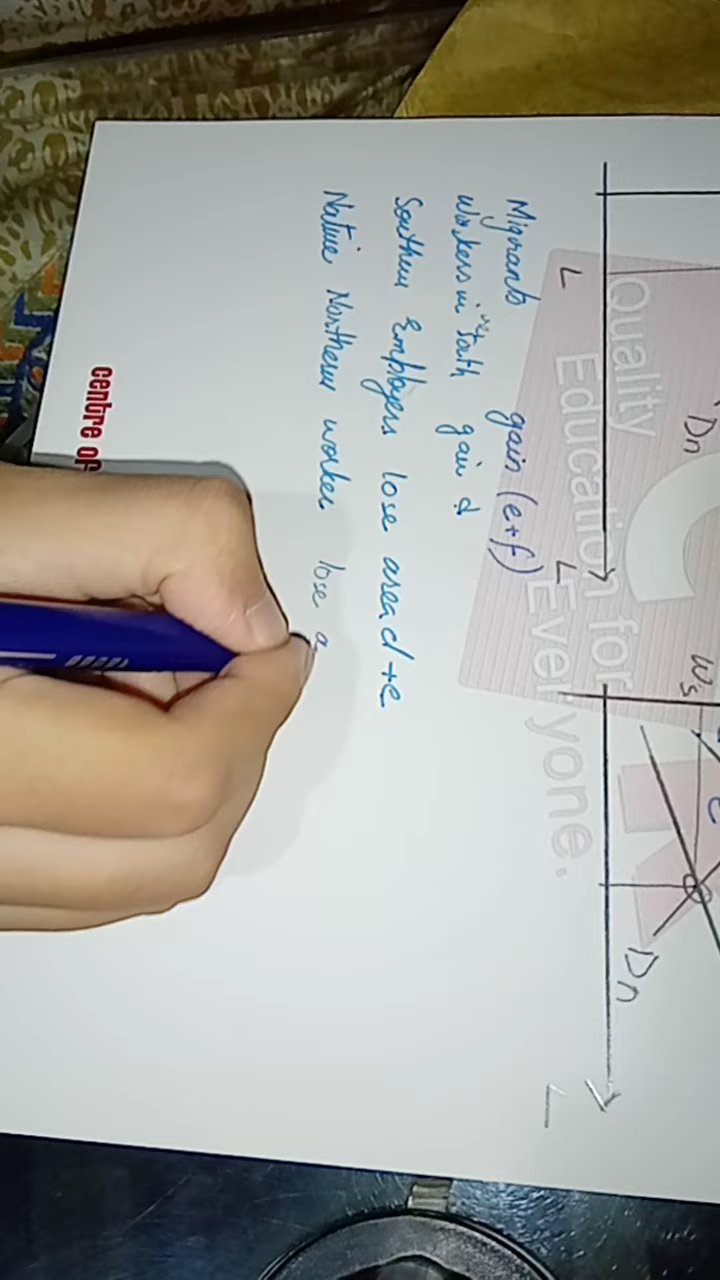 Dn
Ws
e
Dn
L
L
L
Quality
Education for
Everyone.
Migrants gain (e+f)
Workers in the South gain d
Southern Employers lose area d+e
Native Northern worker lose a
centre of